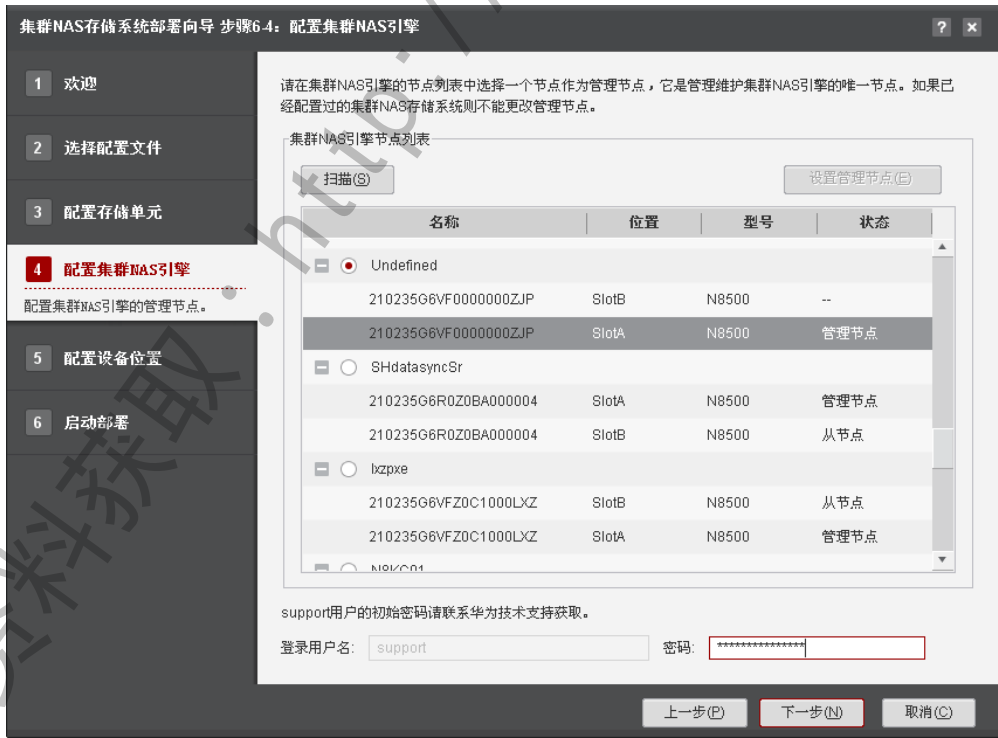 集群NAS存储系统部署向导 步骤6-4：配置集群NAS引擎
? ×
1 欢迎
2 选择配置文件
3 配置存储单元
4 配置集群NAS引擎
配置集群NAS引擎的管理节点。
5 配置设备位置
6 启动部署
请在集群NAS引擎的节点列表中选择一个节点作为管理节点，它是管理维护集群NAS引擎的唯一节点。如果已
经配置过的集群NAS存储系统则不能更改管理节点。
集群NAS引擎节点列表
扫描(S) 设置管理节点(E)
名称 位置 型号 状态
Undefined
210235G6VF0000000ZJP SlotB N8500 --
210235G6VF0000000ZJP SlotA N8500 管理节点
SHdatasyncSr
210235G6R0Z0BA000004 SlotA N8500 管理节点
210235G6R0Z0BA000004 SlotB N8500 从节点
lxzpxe
210235G6VFZ0C1000LXZ SlotB N8500 从节点
210235G6VFZ0C1000LXZ SlotA N8500 管理节点
N8KC01
support用户的初始密码请联系华为技术支持获取。
登录用户名: support 密码: ***************
上一步(P) 下一步(N) 取消(C)
资料获取：http:/